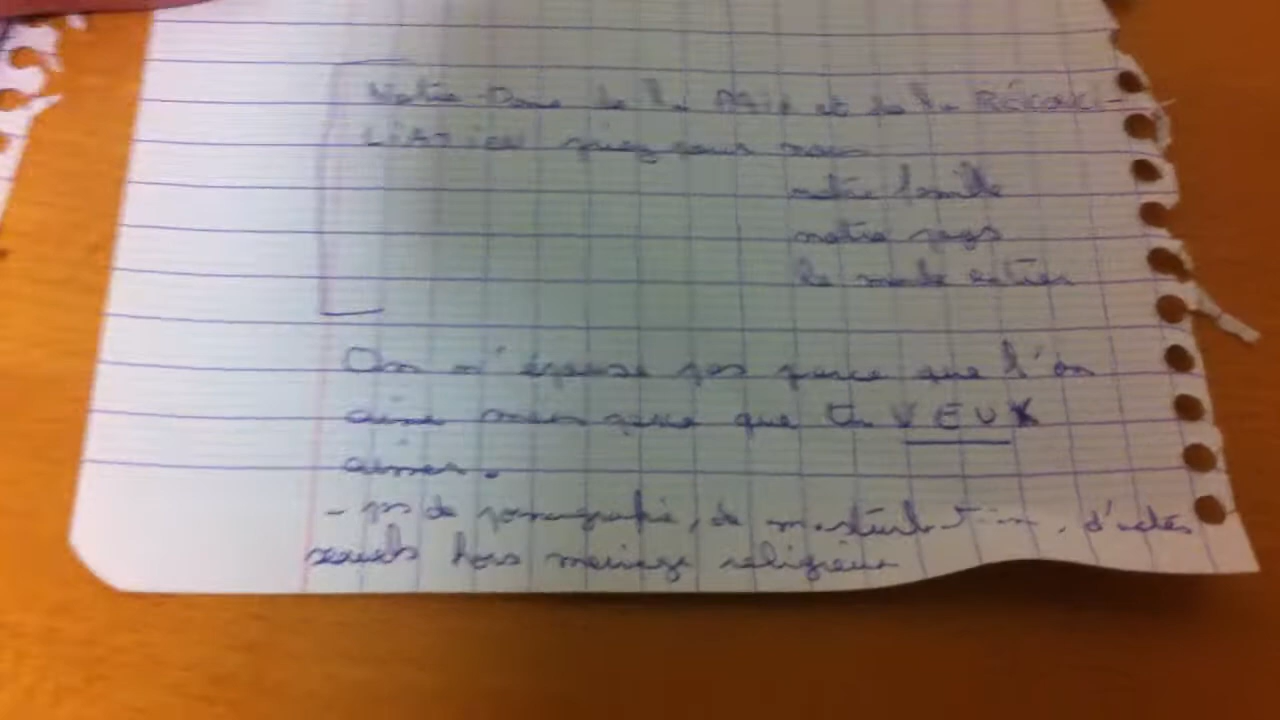 Notre Dame de la PAix et de la RÉCONCI-
LIATION priez pour nous
notre famille
notre pays
le monde entier
On n'épouse pas parce que l'on
aime mais parce que tu VEUX
aimer.
- pas de pornografie, de masturbation, d'actes
sexuels hors mariage religieux